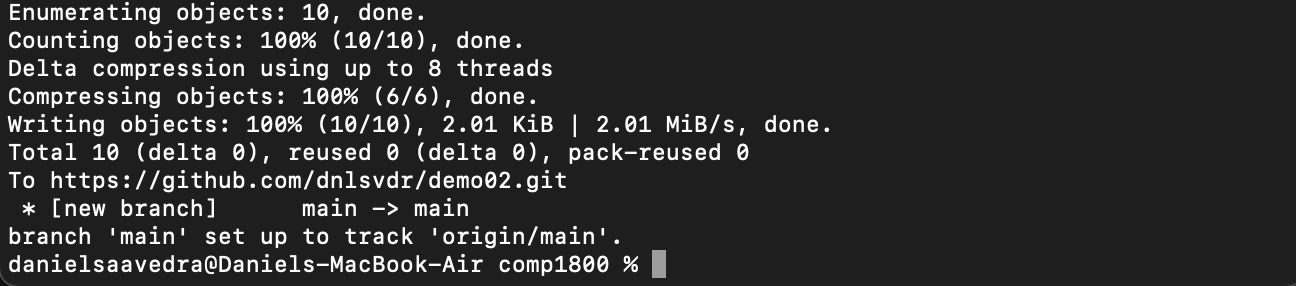 Enumerating objects: 10, done.
Counting objects: 100% (10/10), done.
Delta compression using up to 8 threads
Compressing objects: 100% (6/6), done.
Writing objects: 100% (10/10), 2.01 KiB | 2.01 MiB/s, done.
Total 10 (delta 0), reused 0 (delta 0), pack-reused 0
To https://github.com/dnlsvdr/demo02.git
 * [new branch]      main -> main
branch 'main' set up to track 'origin/main'.
danielsaavedra@Daniels-MacBook-Air comp1800 %